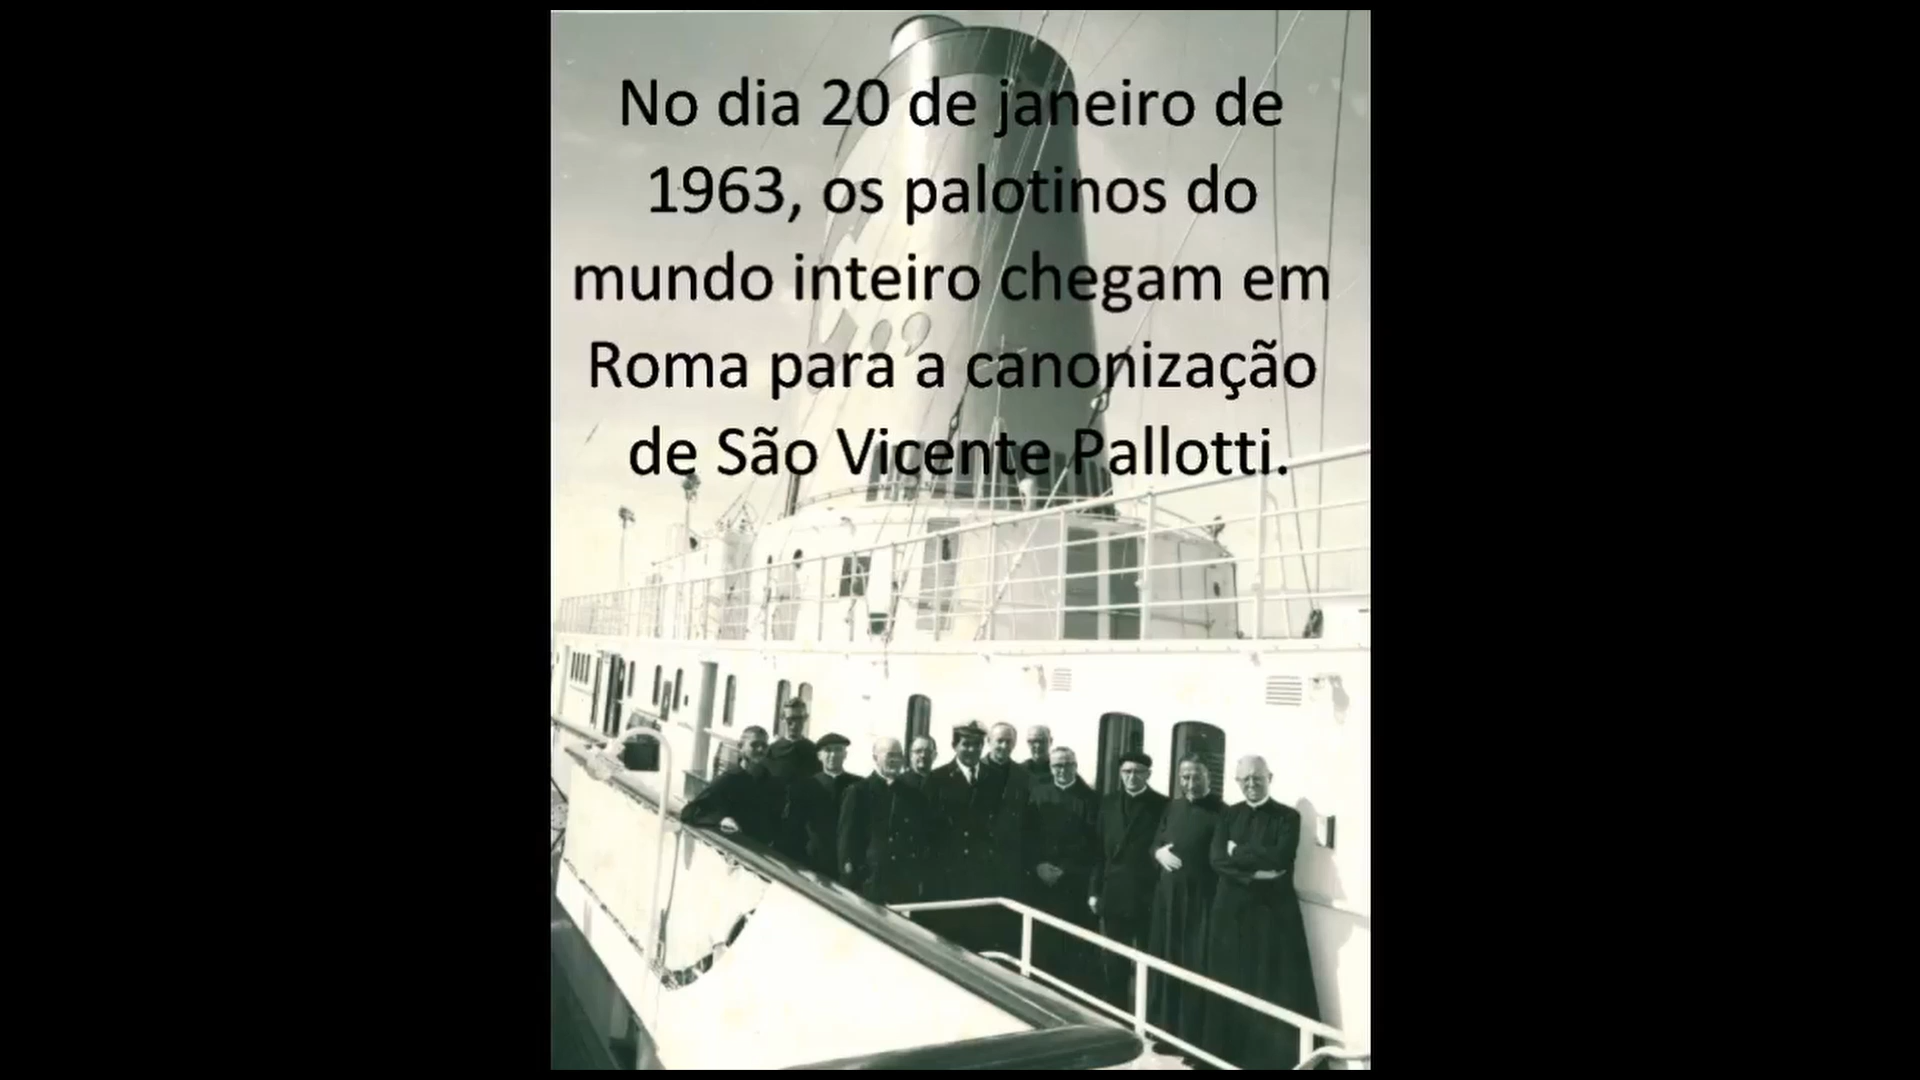 No dia 20 de janeiro de
1963, os palotinos do
mundo inteiro chegam em
Roma para a canonização
de São Vicente Pallotti.